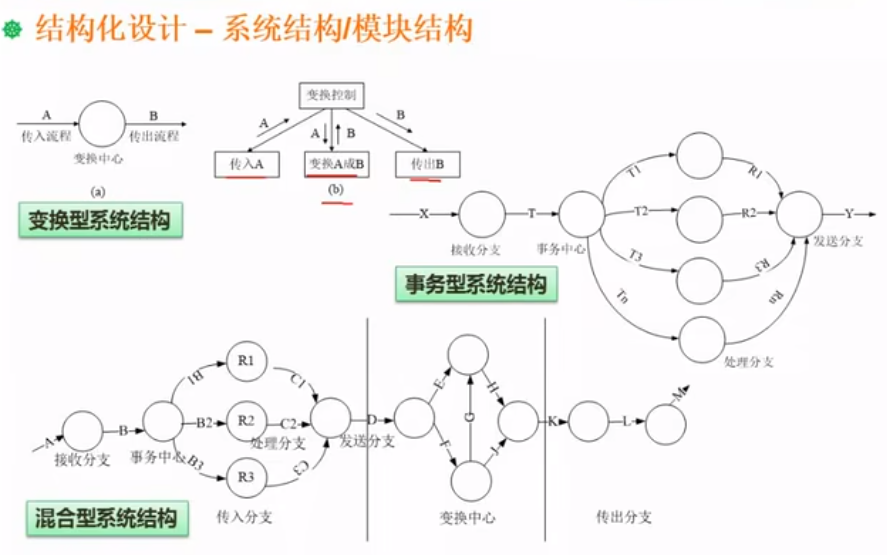 结构化设计 – 系统结构/模块结构
A
传入流程
B
传出流程
变换中心
(a)
变换型系统结构
变换控制
A
A
B
B
传入A
变换A成B
传出B
(b)
X
接收分支
T
事务中心
T1
T2
T3
Tn
R1
R2
R3
Rn
Y
发送分支
处理分支
事务型系统结构
A
接收分支
B
事务中心
B1
B2
B3
R1
R2
R3
处理分支
C1
C2
C3
发送分支
传入分支
D
E
F
G
H
变换中心
K
L
M
传出分支
混合型系统结构